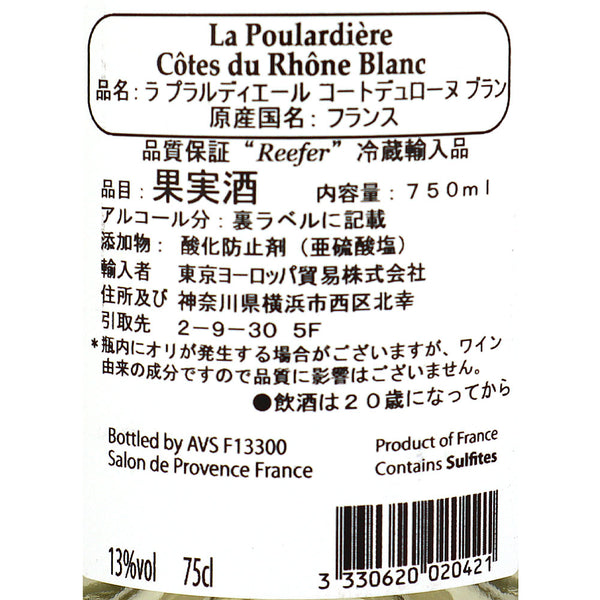 La Poulardière
Côtes du Rhône Blanc
品名：ラ プラルディエール コートデュローヌ ブラン
原産国名：フランス
品質保証 “Reefer” 冷蔵輸入品
品目：果実酒 内容量：750ml
アルコール分：裏ラベルに記載
添加物：酸化防止剤（亜硫酸塩）
輸入者 東京ヨーロッパ貿易株式会社
住所及び 神奈川県横浜市西区北幸
引取先 2-9-30 5F
*瓶内にオリが発生する場合がございますが、ワイン
由来の成分ですので品質に影響はございません。
●飲酒は20歳になってから
Bottled by AVS F13300
Salon de Provence France
Product of France
Contains Sulfites
13%vol 75cl
3 330620 020421